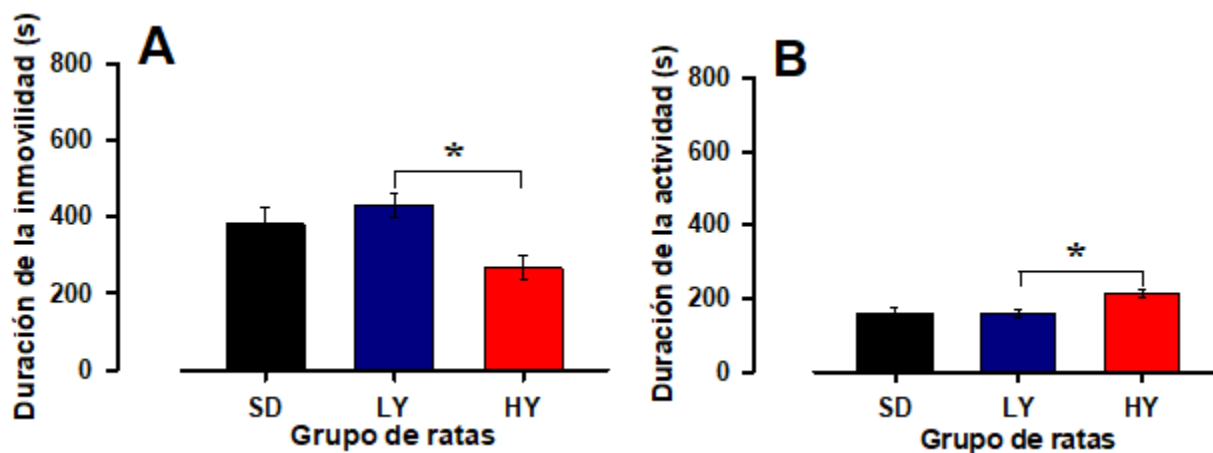 A
Duración de la inmovilidad (s)
800
600
400
200
0
*
SD LY HY
Grupo de ratas
B
Duración de la actividad (s)
800
600
400
200
0
*
SD LY HY
Grupo de ratas